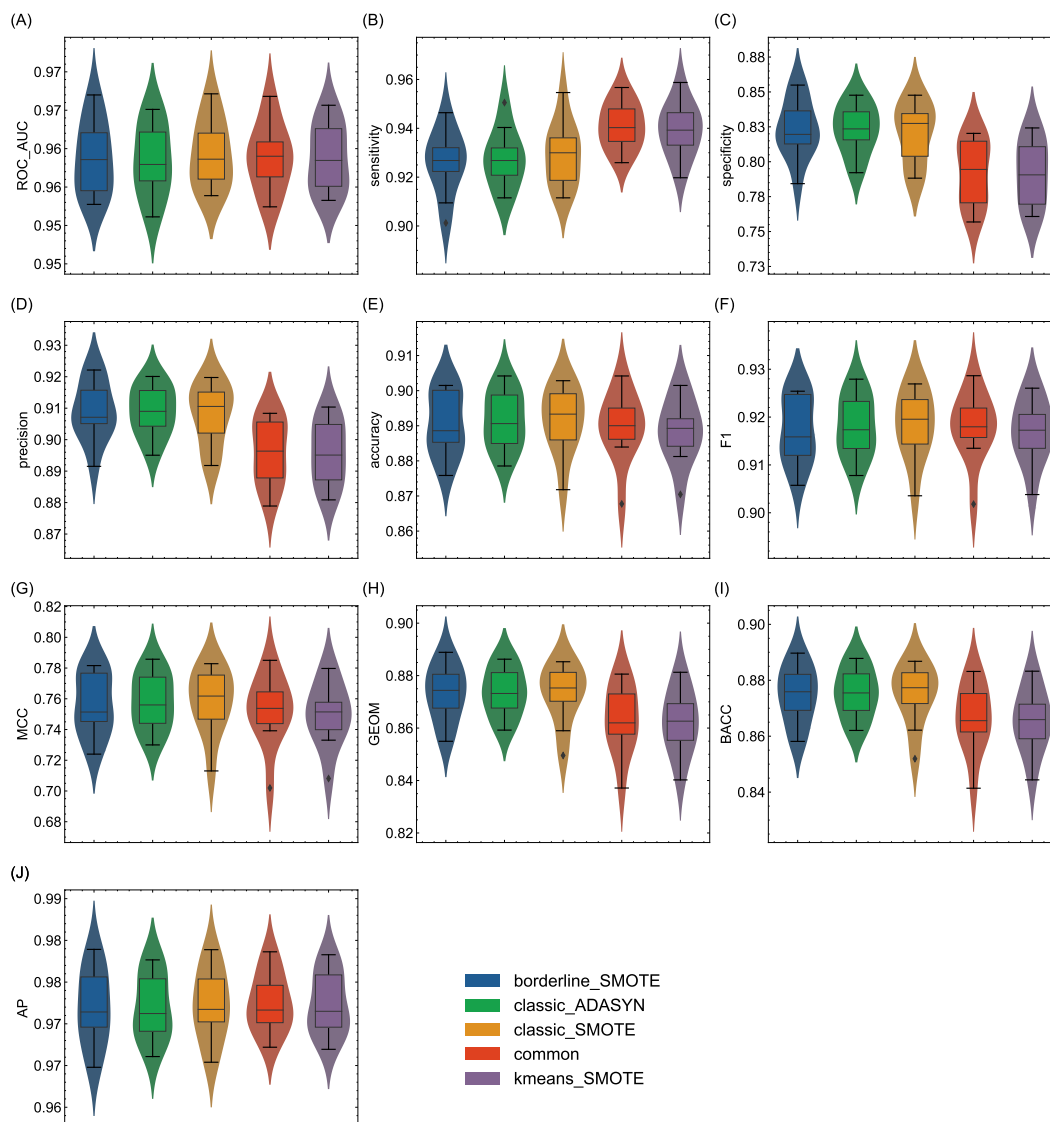 (A)
ROC_AUC
0.97
0.97
0.96
0.96
0.95
0.95
(B)
sensitivity
0.96
0.94
0.92
0.90
(C)
specificity
0.88
0.85
0.83
0.80
0.78
0.75
0.73
(D)
precision
0.93
0.92
0.91
0.90
0.89
0.88
0.87
(E)
accuracy
0.91
0.90
0.89
0.88
0.87
0.86
(F)
F1
0.93
0.92
0.91
0.90
(G)
MCC
0.82
0.80
0.78
0.76
0.74
0.72
0.70
0.68
(H)
GEOM
0.90
0.88
0.86
0.84
0.82
(I)
BACC
0.90
0.88
0.86
0.84
(J)
AP
0.99
0.98
0.98
0.97
0.97
0.96
borderline_SMOTE
classic_ADASYN
classic_SMOTE
common
kmeans_SMOTE